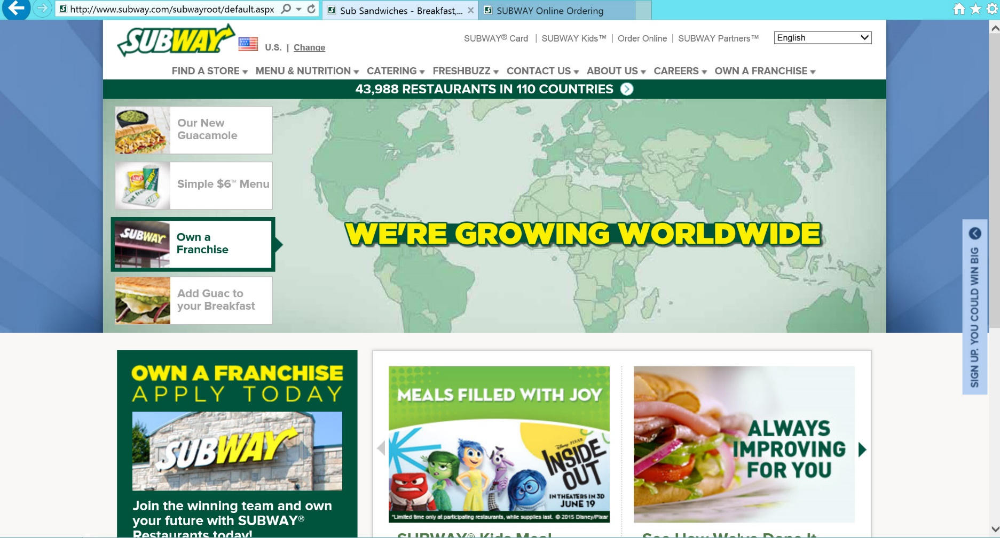 http://www.subway.com/subwayroot/default.aspx
Sub Sandwiches - Breakfast,...
SUBWAY Online Ordering
SUBWAY
U.S. | Change
SUBWAY® Card | SUBWAY Kids™ | Order Online | SUBWAY Partners™
English
FIND A STORE MENU & NUTRITION CATERING FRESHBUZZ CONTACT US ABOUT US CAREERS OWN A FRANCHISE
43,988 RESTAURANTS IN 110 COUNTRIES
Our New
Guacamole
Simple $6™ Menu
Lay's
SUBWAY
eat fresh
SUBWAY
Own a
Franchise
Add Guac to
your Breakfast
WE'RE GROWING WORLDWIDE
SIGN UP. YOU COULD WIN BIG
OWN A FRANCHISE
APPLY TODAY
SUBWAY
Join the winning team and own
your future with SUBWAY®
Restaurants today!
MEALS FILLED WITH JOY
Disney PIXAR
INSIDE
OUT
IN THEATERS IN 3D
JUNE 19
*Limited time only at participating restaurants, while supplies last. © 2015 Disney/Pixar
SUBWAY® Kids Meal
ALWAYS
IMPROVING
FOR YOU
See How We've Done It